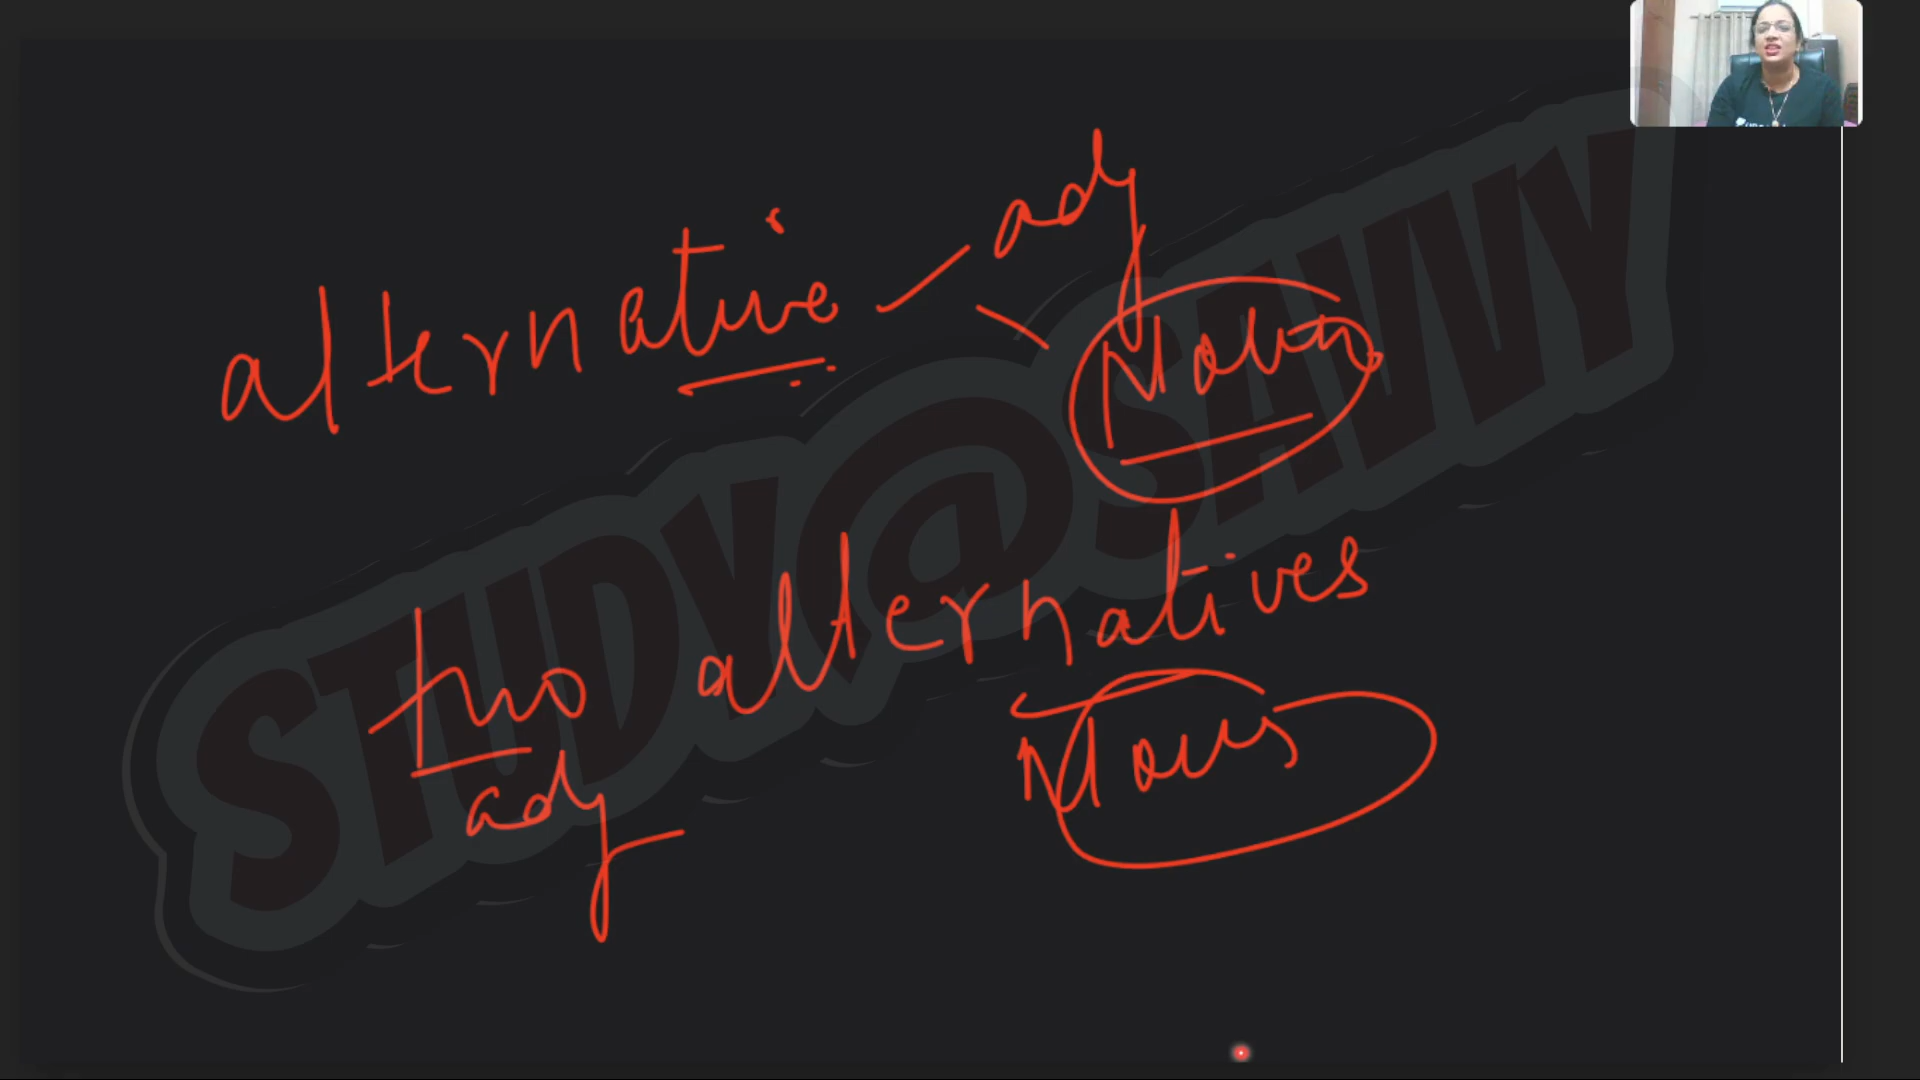 alternative adj
Noun
two alternatives
adj Noun
STUDY@SAVVY